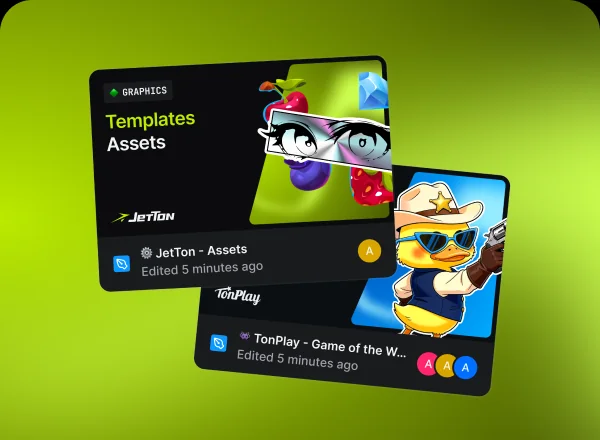 GRAPHICS
Templates
Assets
JETTON
JetTon - Assets
Edited 5 minutes ago
A
TonPlay
TonPlay - Game of the W...
Edited 5 minutes ago
A A A